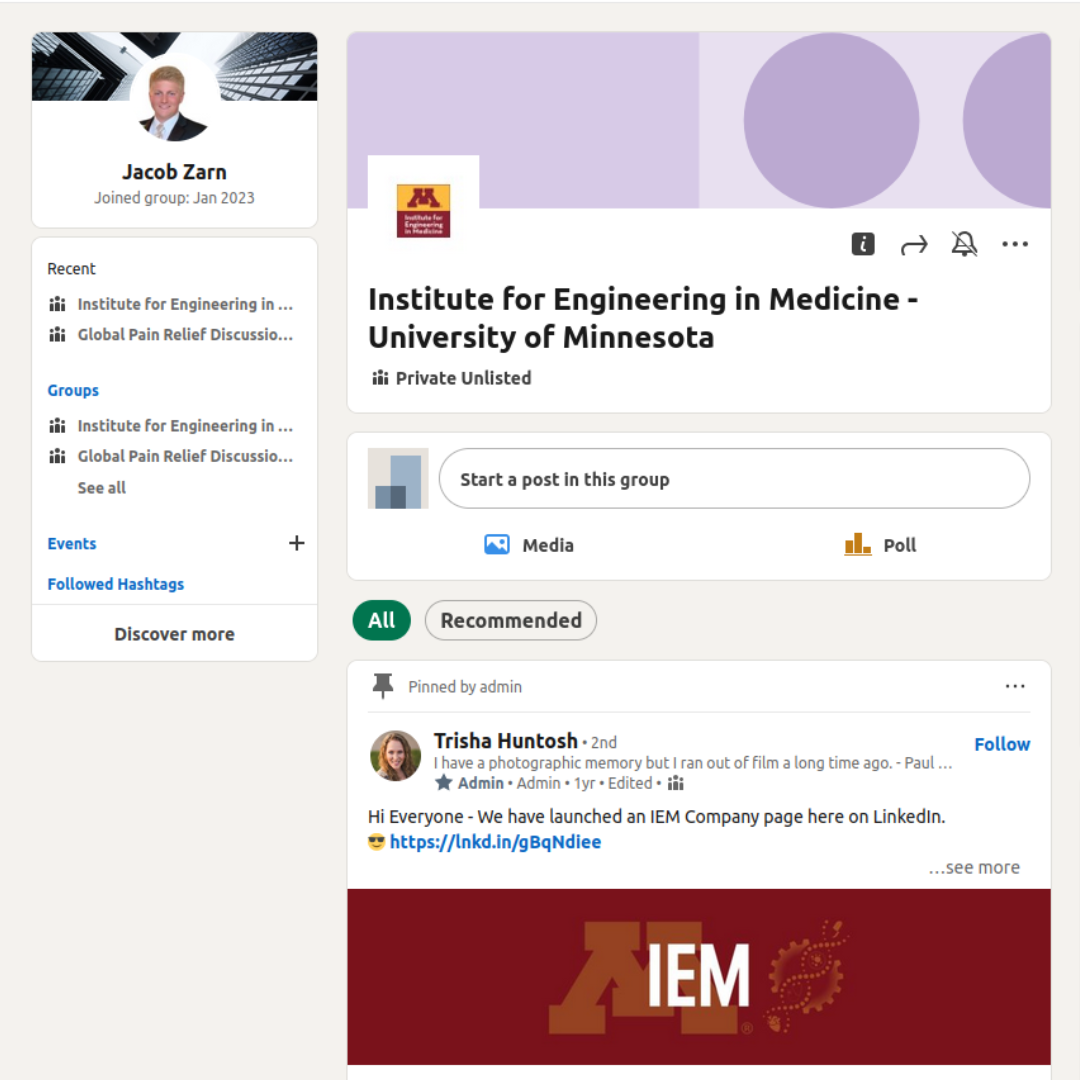 Jacob Zarn
Joined group: Jan 2023
Recent
Institute for Engineering in ...
Global Pain Relief Discussio...
Groups
Institute for Engineering in ...
Global Pain Relief Discussio...
See all
Events
Followed Hashtags
Discover more
M
Institute for
Engineering
in Medicine
Institute for Engineering in Medicine -
University of Minnesota
Private Unlisted
Start a post in this group
Media
Poll
All
Recommended
Pinned by admin
Trisha Huntosh • 2nd
Follow
I have a photographic memory but I ran out of film a long time ago. - Paul ...
Admin • Admin • 1yr • Edited •
Hi Everyone - We have launched an IEM Company page here on LinkedIn.
😎 https://lnkd.in/gBqNdiee
...see more
M IEM ®